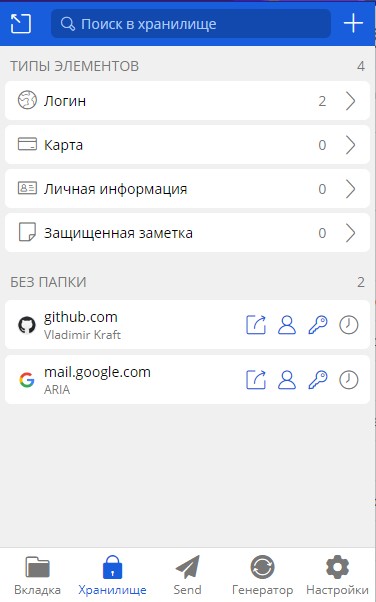 Поиск в хранилище
ТИПЫ ЭЛЕМЕНТОВ 4
Логин 2
Карта 0
Личная информация 0
Защищенная заметка 0
БЕЗ ПАПКИ 2
github.com
Vladimir Kraft
mail.google.com
ARIA
Вкладка Хранилище Send Генератор Настройки